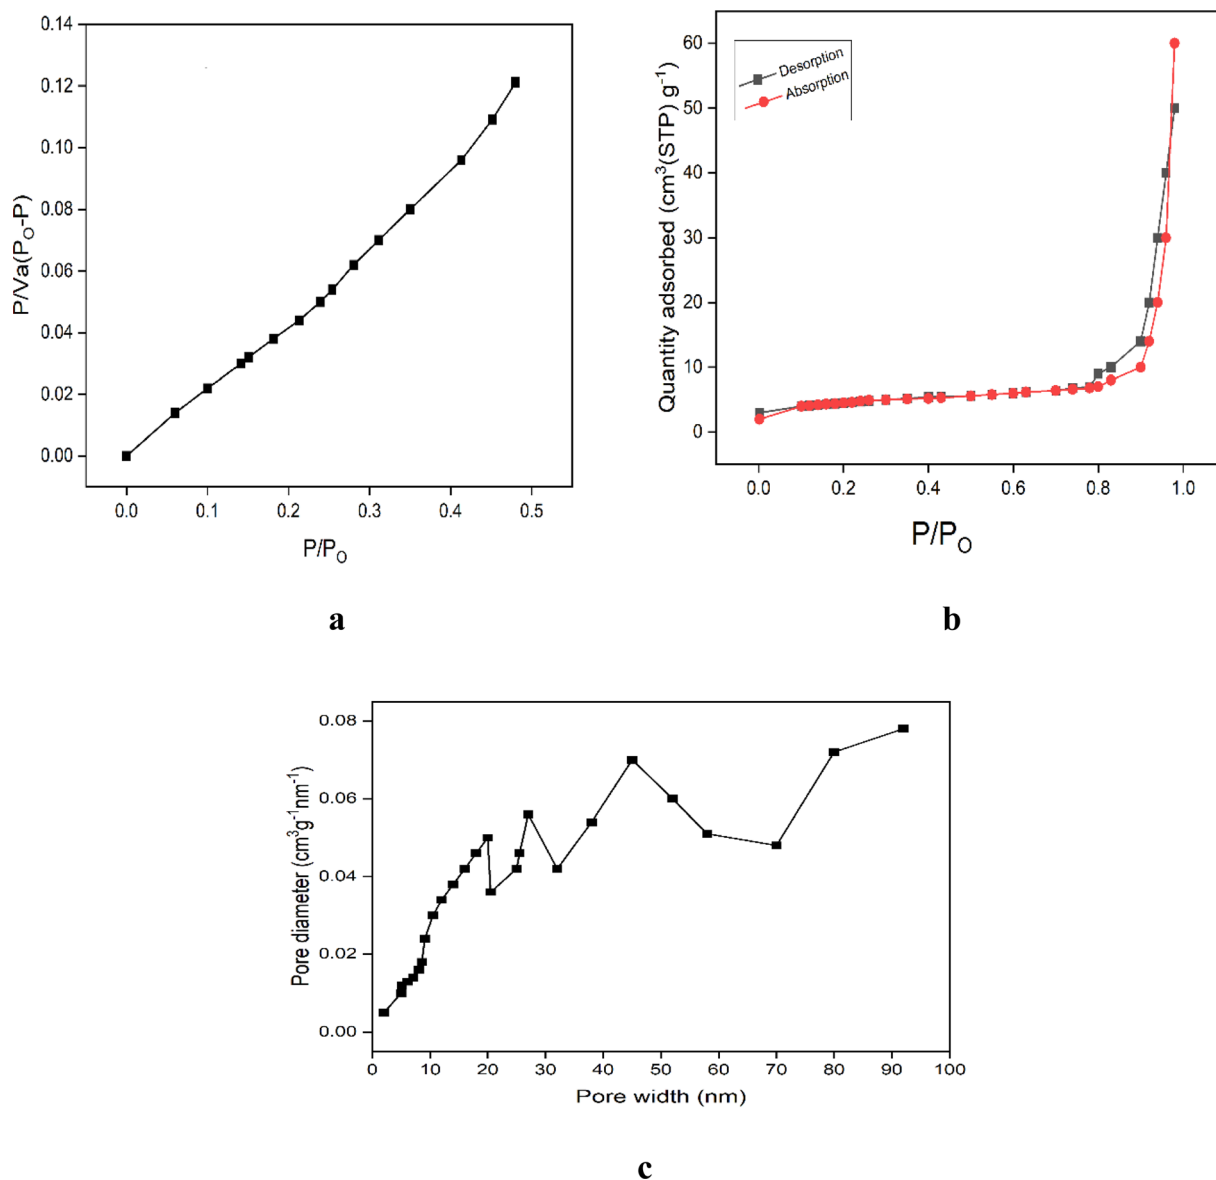 0.14
0.12
0.10
0.08
0.06
0.04
0.02
0.00
P/Va(P_O-P)
0.0 0.1 0.2 0.3 0.4 0.5
P/P_O
a
60
50
40
30
20
10
0
Quantity adsorbed (cm³(STP) g⁻¹)
Desorption
Absorption
0.0 0.2 0.4 0.6 0.8 1.0
P/P_O
b
0.08
0.06
0.04
0.02
0.00
Pore diameter (cm³g⁻¹nm⁻¹)
0 10 20 30 40 50 60 70 80 90 100
Pore width (nm)
c